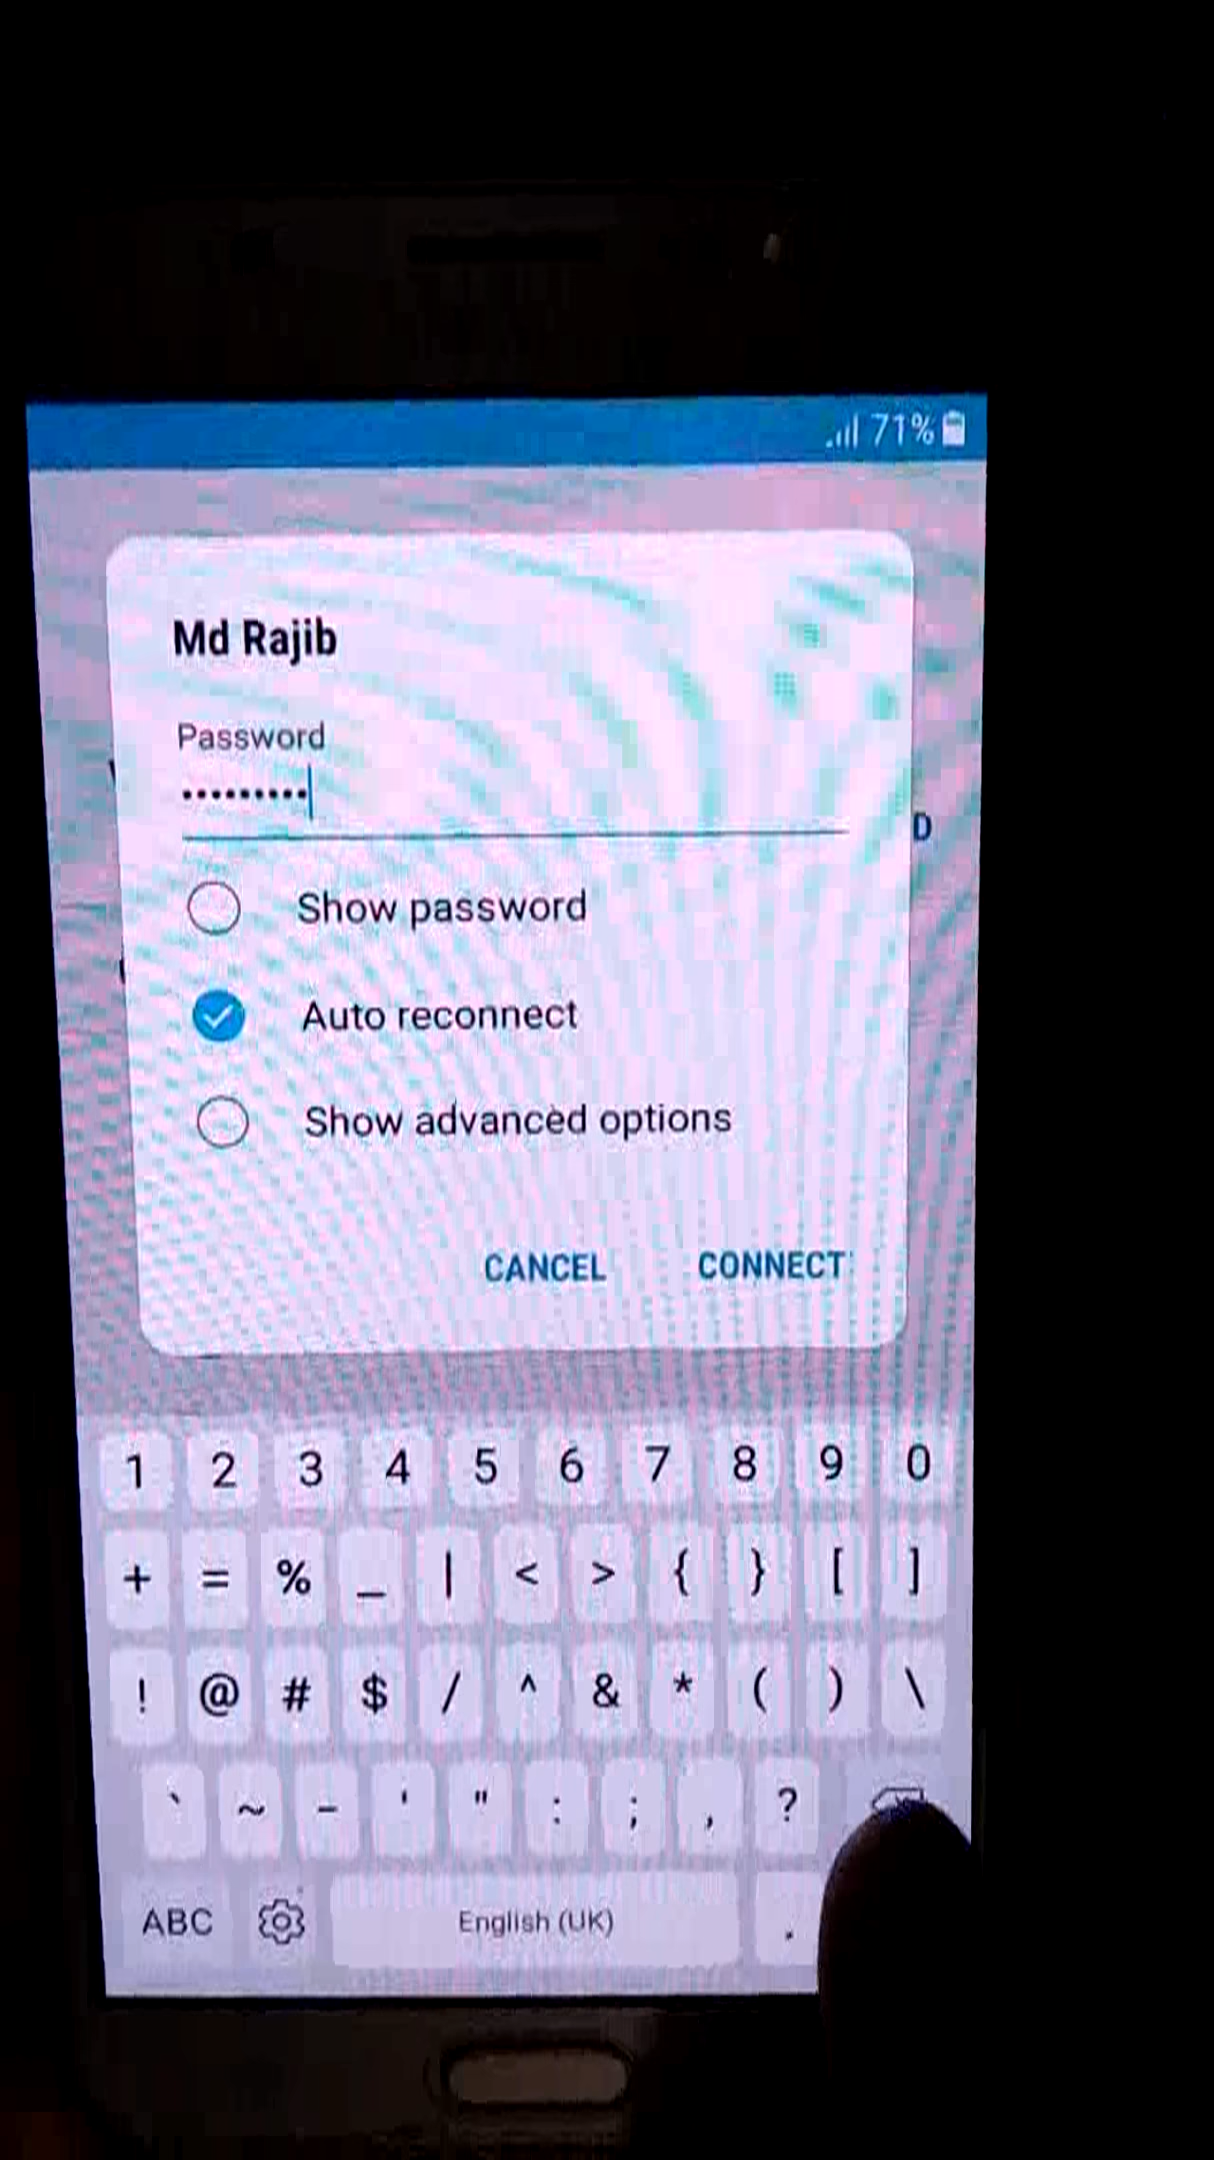 71%
Md Rajib
Password
•••••••••
D
Show password
Auto reconnect
Show advanced options
CANCEL CONNECT
1 2 3 4 5 6 7 8 9 0
+ = % _ | < > { } [ ]
! @ # $ / ^ & * ( ) \
` ~ - ' " : ; , ?
ABC English (UK) .